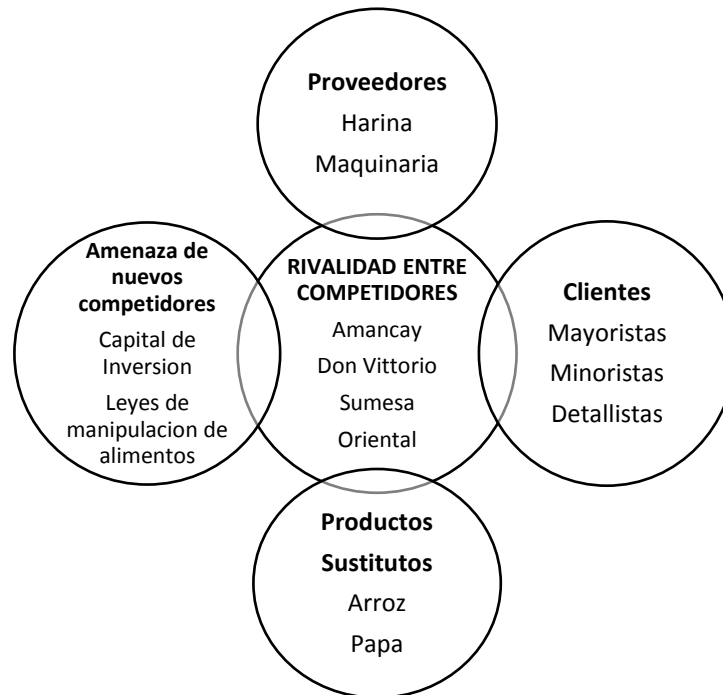 Proveedores
Harina
Maquinaria
Amenaza de
nuevos
competidores
Capital de
Inversion
Leyes de
manipulacion de
alimentos
RIVALIDAD ENTRE
COMPETIDORES
Amancay
Don Vittorio
Sumesa
Oriental
Clientes
Mayoristas
Minoristas
Detallistas
Productos
Sustitutos
Arroz
Papa